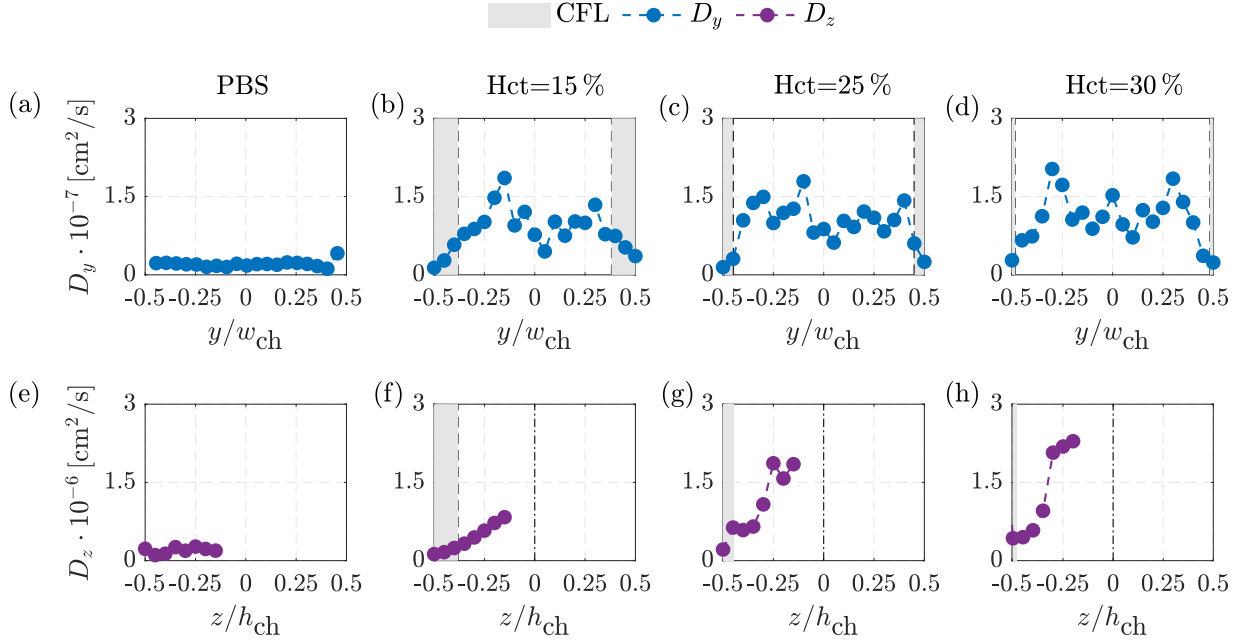 CFL D_y D_z
PBS Hct=15 % Hct=25 % Hct=30 %
(a) (b) (c) (d)
D_y · 10^−7 [cm^2/s]
3 3 3 3
1.5 1.5 1.5 1.5
0 0 0 0
-0.5 -0.25 0 0.25 0.5 -0.5 -0.25 0 0.25 0.5 -0.5 -0.25 0 0.25 0.5 -0.5 -0.25 0 0.25 0.5
y/w_ch y/w_ch y/w_ch y/w_ch
(e) (f) (g) (h)
D_z · 10^−6 [cm^2/s]
3 3 3 3
1.5 1.5 1.5 1.5
0 0 0 0
-0.5 -0.25 0 0.25 0.5 -0.5 -0.25 0 0.25 0.5 -0.5 -0.25 0 0.25 0.5 -0.5 -0.25 0 0.25 0.5
z/h_ch z/h_ch z/h_ch z/h_ch